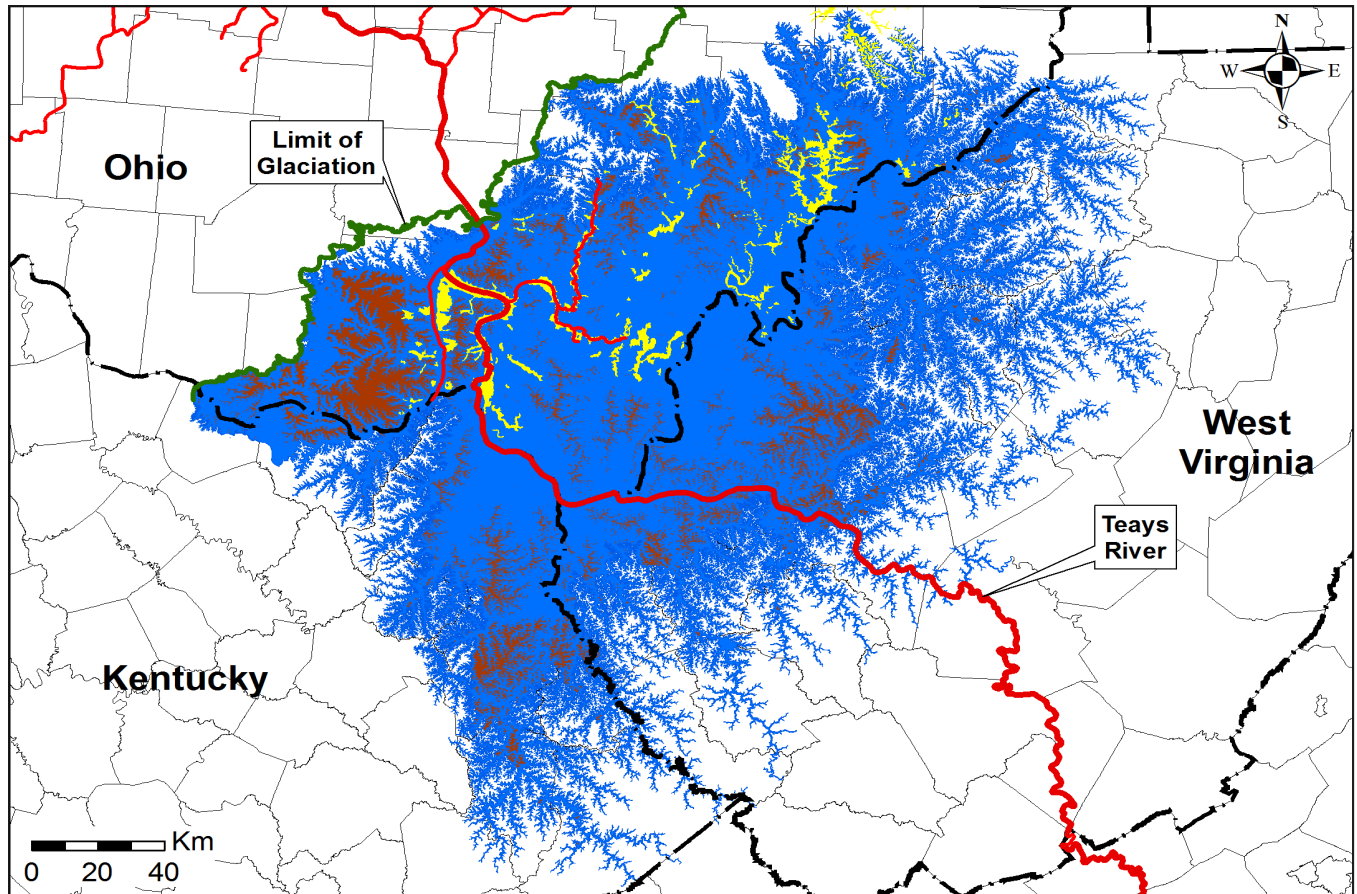 N
W
E
S
Limit of
Glaciation
Ohio
West
Virginia
Teays
River
Kentucky
Km
0 20 40